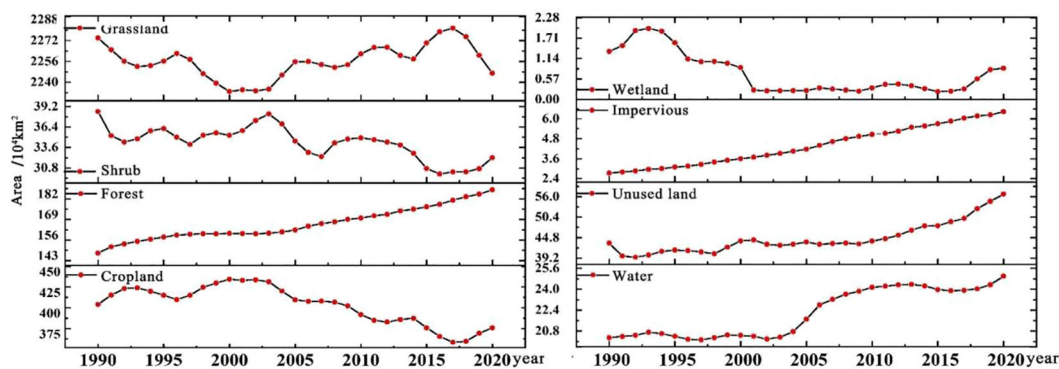 2288
2272
2256
2240
Grassland
39.2
36.4
33.6
30.8
Shrub
182
169
156
143
Forest
450
425
400
375
Cropland
Area /10⁴km²
1990 1995 2000 2005 2010 2015 2020 year
2.28
1.71
1.14
0.57
0.00
Wetland
6.0
4.8
3.6
2.4
Impervious
56.0
50.4
44.8
39.2
Unused land
25.6
24.0
20.8
Water
1990 1995 2000 2005 2010 2015 2020 year